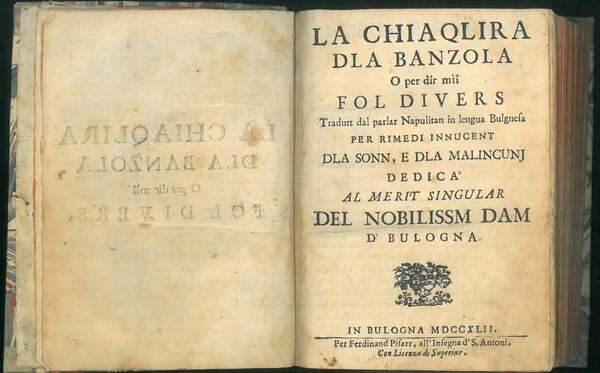 LA CHIAQLIRA
DLA BANZOLA
O per dir mii
FOL DIVERS
Tradutt dal parlar Napulitan in lengua Bulgnesa
PER RIMEDI INNUCENT
DLA SONN, E DLA MALINCUNJ
DEDICA'
AL MERIT SINGULAR
DEL NOBILISSM DAM
D' BULOGNA.
IN BULOGNA MDCCXLII.
Per Ferdinand Pisarr, all'Insegna d'S. Antoni.
Con Licenza di Superiur.